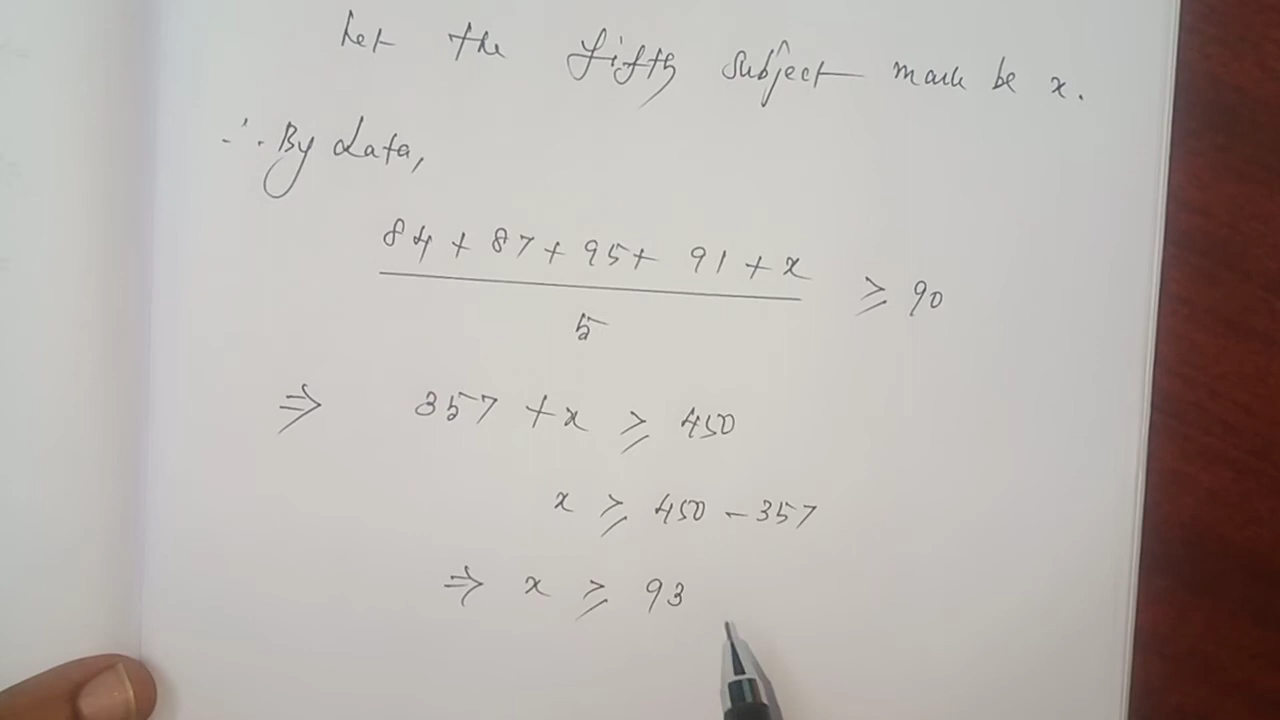 Let the fifth subject mark be x.
∴ By data,
84 + 87 + 95 + 91 + x
≥ 90
5
⇒ 357 + x ≥ 450
x ≥ 450 - 357
⇒ x ≥ 93